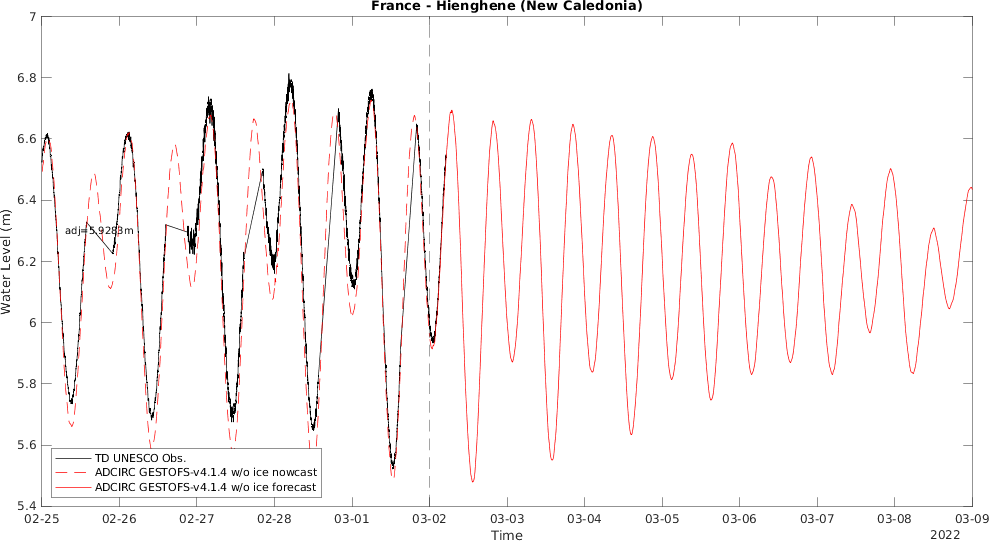 France - Hienghene (New Caledonia)
7
6.8
6.6
6.4
6.2
6
5.8
5.6
5.4
Water Level (m)
adj=5.9283m
TD UNESCO Obs.
ADCIRC GESTOFS-v4.1.4 w/o ice nowcast
ADCIRC GESTOFS-v4.1.4 w/o ice forecast
02-25 02-26 02-27 02-28 03-01 03-02 03-03 03-04 03-05 03-06 03-07 03-08 03-09
Time
2022